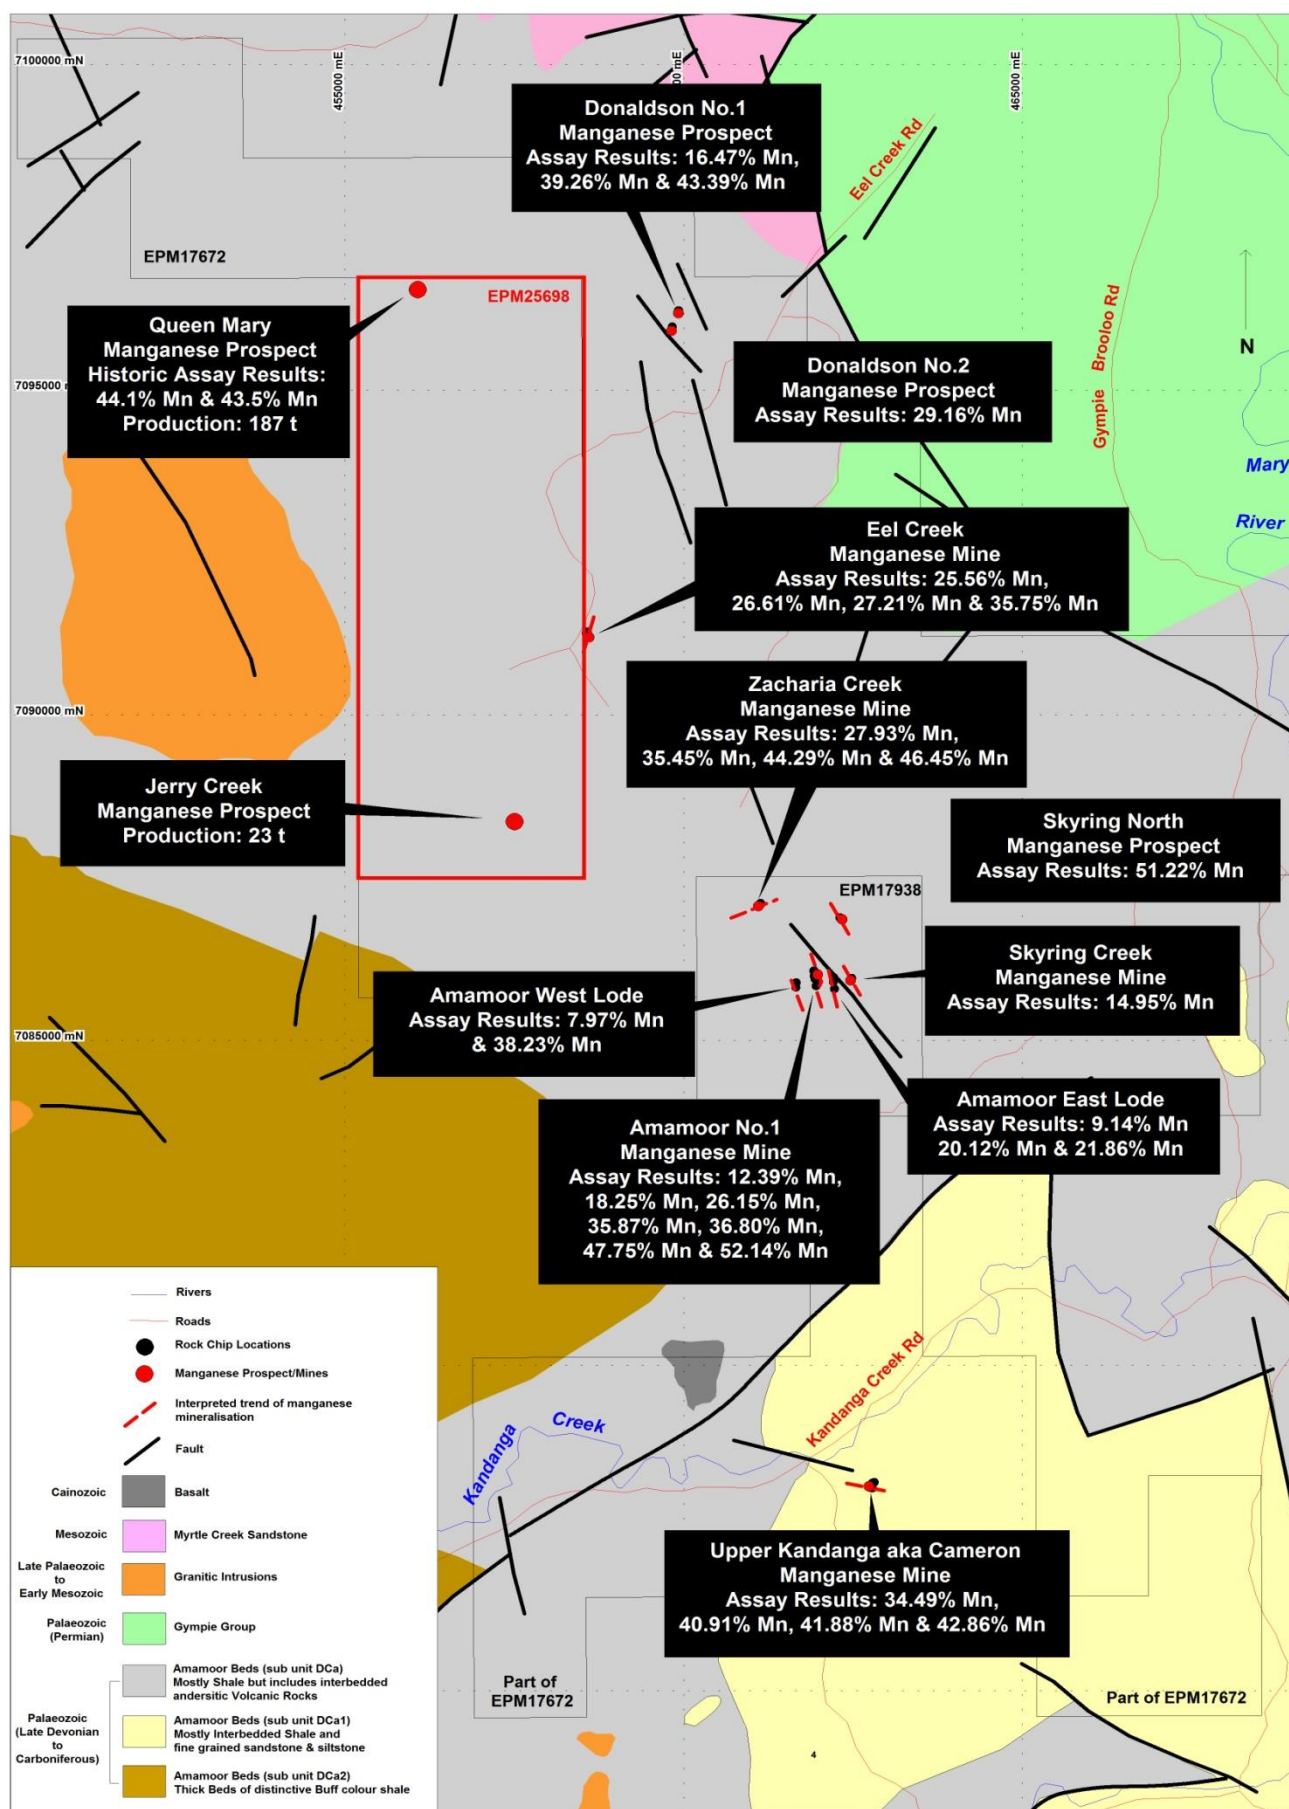 7100000 mN
455000 mE
mE
465000 mE
Donaldson No.1
Manganese Prospect
Assay Results: 16.47% Mn,
39.26% Mn & 43.39% Mn
Eel Creek Rd
EPM17672
EPM25698
Gympie Brooloo Rd
N
Queen Mary
Manganese Prospect
Historic Assay Results:
44.1% Mn & 43.5% Mn
Production: 187 t
7095000 mN
Donaldson No.2
Manganese Prospect
Assay Results: 29.16% Mn
Mary
River
Eel Creek
Manganese Mine
Assay Results: 25.56% Mn,
26.61% Mn, 27.21% Mn & 35.75% Mn
Zacharia Creek
Manganese Mine
Assay Results: 27.93% Mn,
35.45% Mn, 44.29% Mn & 46.45% Mn
7090000 mN
Jerry Creek
Manganese Prospect
Production: 23 t
Skyring North
Manganese Prospect
Assay Results: 51.22% Mn
EPM17938
Skyring Creek
Manganese Mine
Assay Results: 14.95% Mn
Amamoor West Lode
Assay Results: 7.97% Mn
& 38.23% Mn
7085000 mN
Amamoor East Lode
Assay Results: 9.14% Mn
20.12% Mn & 21.86% Mn
Amamoor No.1
Manganese Mine
Assay Results: 12.39% Mn,
18.25% Mn, 26.15% Mn,
35.87% Mn, 36.80% Mn,
47.75% Mn & 52.14% Mn
Kandanga Creek Rd
Kandanga Creek
Upper Kandanga aka Cameron
Manganese Mine
Assay Results: 34.49% Mn,
40.91% Mn, 41.88% Mn & 42.86% Mn
Part of
EPM17672
Part of EPM17672
4
Rivers
Roads
Rock Chip Locations
Manganese Prospect/Mines
Interpreted trend of manganese
mineralisation
Fault
Cainozoic
Basalt
Mesozoic
Myrtle Creek Sandstone
Late Palaeozoic
to
Early Mesozoic
Granitic Intrusions
Palaeozoic
(Permian)
Gympie Group
Amamoor Beds (sub unit DCa)
Mostly Shale but includes interbedded
andersitic Volcanic Rocks
Palaeozoic
(Late Devonian
to
Carboniferous)
Amamoor Beds (sub unit DCa1)
Mostly Interbedded Shale and
fine grained sandstone & siltstone
Amamoor Beds (sub unit DCa2)
Thick Beds of distinctive Buff colour shale